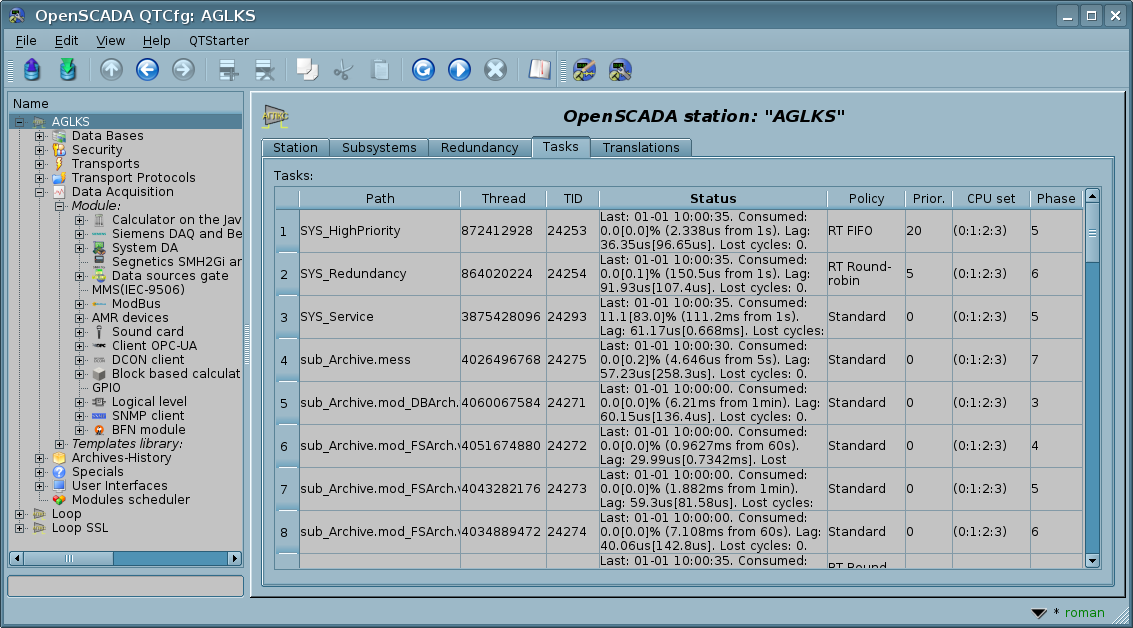 OpenSCADA QTCfg: AGLKS
File Edit View Help QTStarter
Name
AGLKS
Data Bases
Security
Transports
Transport Protocols
Data Acquisition
Module:
Calculator on the Jav
Siemens DAQ and Be
System DA
Segnetics SMH2Gi ar
Data sources gate
MMS(IEC-9506)
ModBus
AMR devices
Sound card
Client OPC-UA
DCON client
Block based calculat
GPIO
Logical level
SNMP client
BFN module
Templates library:
Archives-History
Specials
User Interfaces
Modules scheduler
Loop
Loop SSL
OpenSCADA station: "AGLKS"
Station Subsystems Redundancy Tasks Translations
Tasks:
Path Thread TID Status Policy Prior. CPU set Phase
1 SYS_HighPriority 872412928 24253 Last: 01-01 10:00:35. Consumed:
0.0[0.0]% (2.338us from 1s). Lag:
36.35us[96.65us]. Lost cycles: 0.
RT FIFO 20 (0:1:2:3) 5
2 SYS_Redundancy 864020224 24254 Last: 01-01 10:00:35. Consumed:
0.0[0.1]% (150.5us from 1s). Lag:
91.93us[107.4us]. Lost cycles: 0.
RT Round-
robin
5 (0:1:2:3) 6
3 SYS_Service 3875428096 24293 Last: 01-01 10:00:35. Consumed:
11.1[83.0]% (111.2ms from 1s).
Lag: 61.17us[0.668ms]. Lost cycles:
Standard 0 (0:1:2:3) 5
4 sub_Archive.mess 4026496768 24275 Last: 01-01 10:00:30. Consumed:
0.0[0.2]% (4.646us from 5s). Lag:
57.23us[258.3us]. Lost cycles: 0.
Standard 0 (0:1:2:3) 7
5 sub_Archive.mod_DBArch. 4060067584 24271 Last: 01-01 10:00:00. Consumed:
0.0[0.0]% (6.21ms from 1min). Lag:
60.15us[136.4us]. Lost cycles: 0.
Standard 0 (0:1:2:3) 3
6 sub_Archive.mod_FSArch.v 4051674880 24272 Last: 01-01 10:00:00. Consumed:
0.0[0.0]% (0.9627ms from 60s).
Lag: 29.99us[0.7342ms]. Lost
Standard 0 (0:1:2:3) 4
7 sub_Archive.mod_FSArch.v 4043282176 24273 Last: 01-01 10:00:00. Consumed:
0.0[0.0]% (1.882ms from 1min).
Lag: 59.3us[81.58us]. Lost cycles:
Standard 0 (0:1:2:3) 5
8 sub_Archive.mod_FSArch.v 4034889472 24274 Last: 01-01 10:00:00. Consumed:
0.0[0.0]% (7.108ms from 60s). Lag:
40.06us[142.8us]. Lost cycles: 0.
Standard 0 (0:1:2:3) 6
Last: 01-01 10:00:35. Consumed:
RT Round
* roman